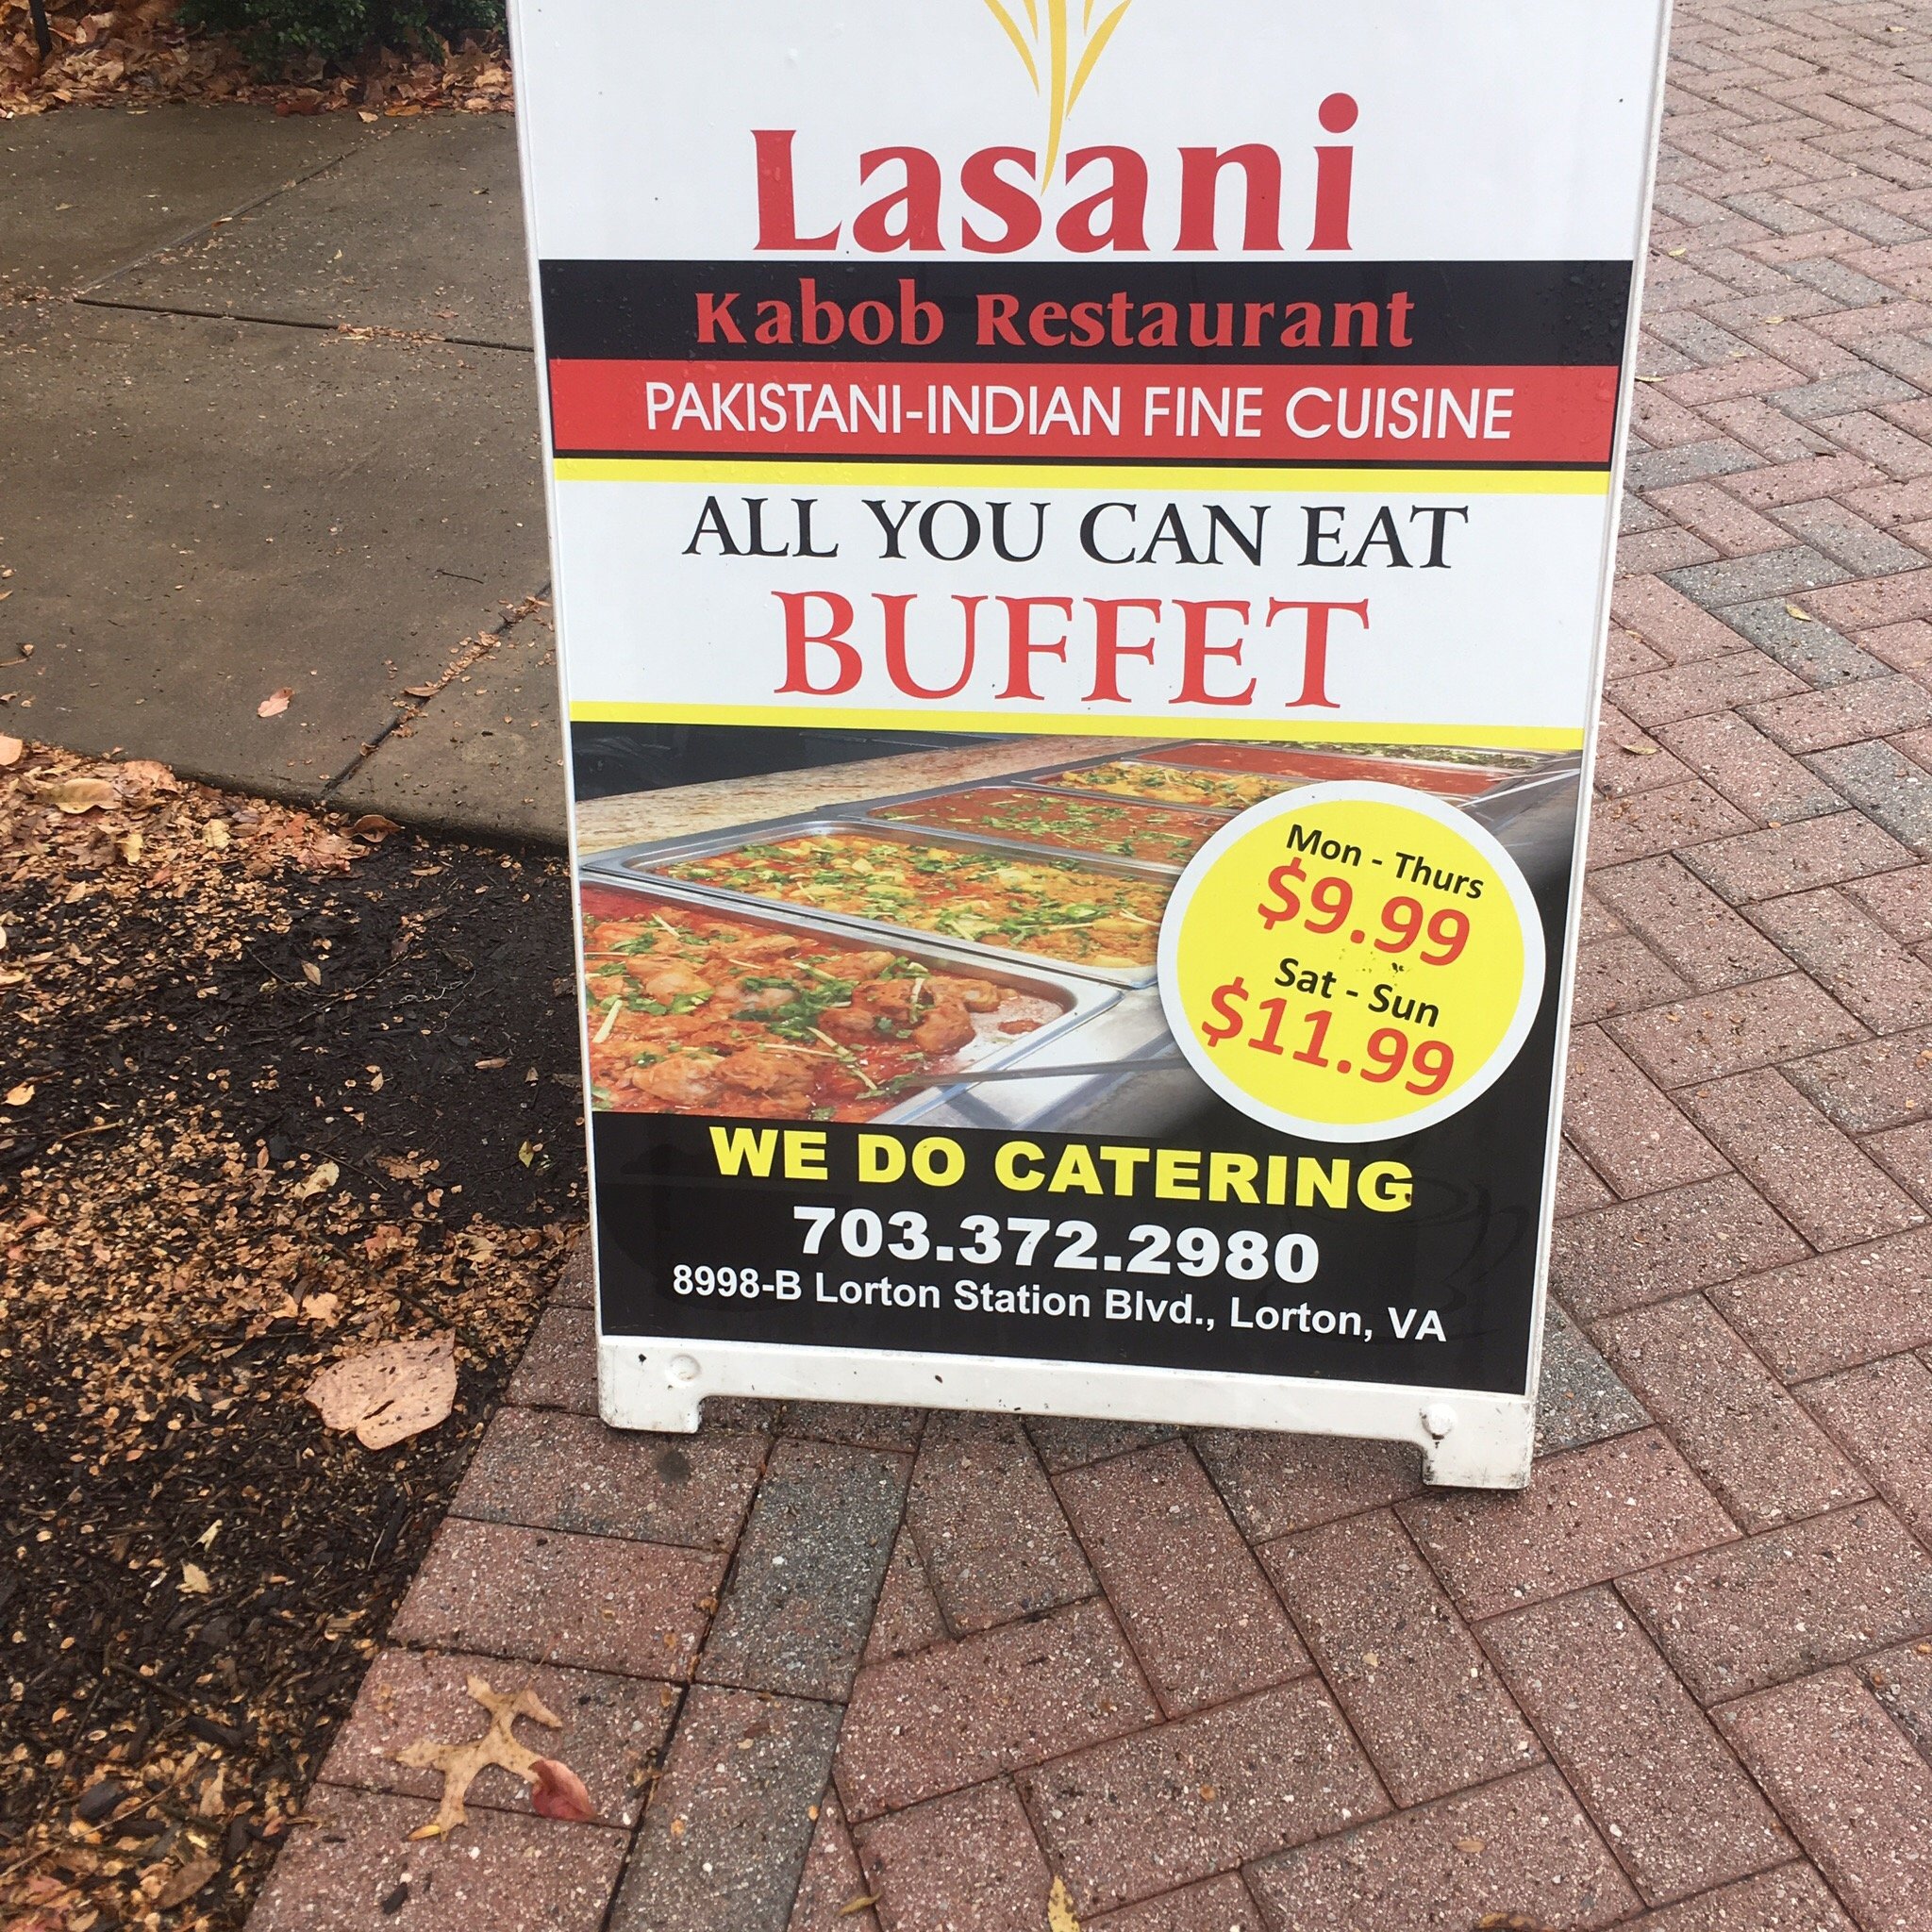 Lasani
Kabob Restaurant
PAKISTANI-INDIAN FINE CUISINE
ALL YOU CAN EAT
BUFFET
Mon - Thurs
$9.99
Sat - Sun
$11.99
WE DO CATERING
703.372.2980
8998-B Lorton Station Blvd., Lorton, VA